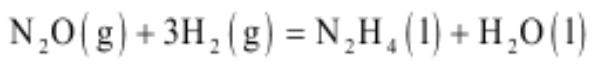 N₂O(g)+3H₂(g) = N₂H₄(l)+H₂O(l)